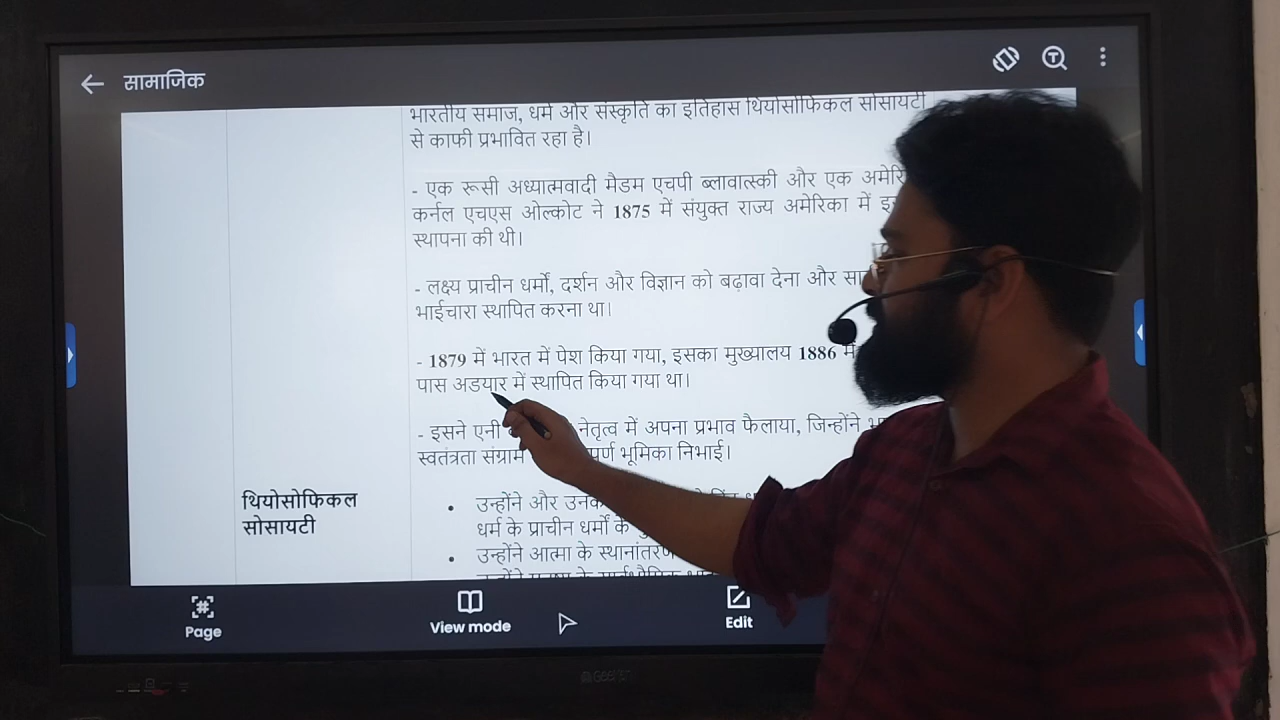 सामाजिक
भारतीय समाज, धर्म और संस्कृति का इतिहास थियोसोफिकल सोसायटी
से काफी प्रभावित रहा है।
- एक रूसी अध्यात्मवादी मैडम एचपी ब्लावात्स्की और एक
कर्नल एचएस ओल्कोट ने 1875 में संयुक्त राज्य अमेरिका में
स्थापना की थी।
- लक्ष्य प्राचीन धर्मों, दर्शन और विज्ञान को बढ़ावा देना और
भाईचारा स्थापित करना था।
- 1879 में भारत में पेश किया गया, इसका मुख्यालय 1886 में
पास अडयार में स्थापित किया गया था।
- इसने एनी नेतृत्व में अपना प्रभाव फैलाया, जिन्होंने
स्वतंत्रता संग्राम भूमिका निभाई।
थियोसोफिकल
सोसायटी
• उन्होंने और
धर्म के प्राचीन धर्मों के
• उन्होंने आत्मा के
Page
View mode
Edit